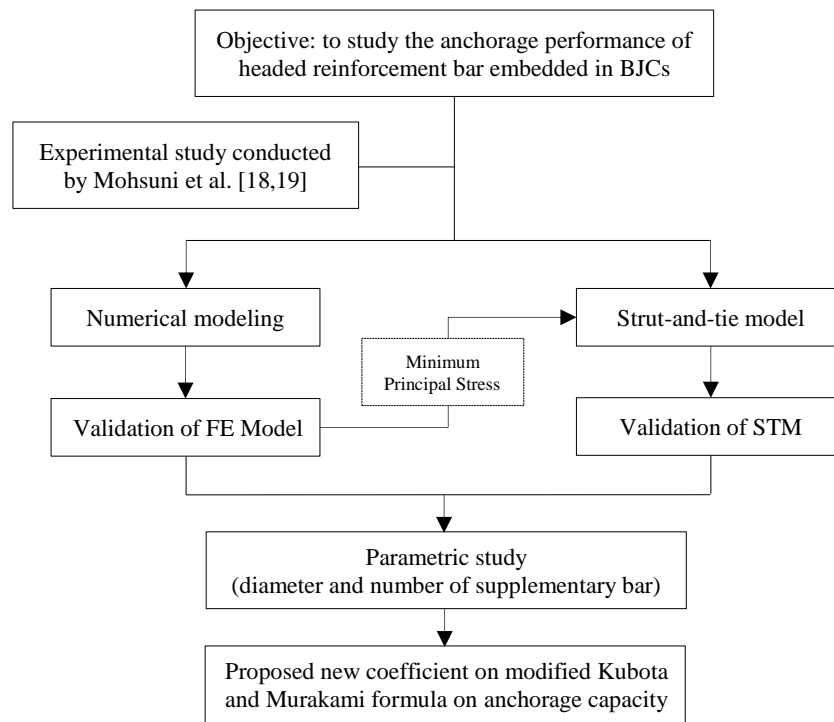 Objective: to study the anchorage performance of
headed reinforcement bar embedded in BJCs
Experimental study conducted
by Mohsuni et al. [18,19]
Numerical modeling
Strut-and-tie model
Minimum
Principal Stress
Validation of FE Model
Validation of STM
Parametric study
(diameter and number of supplementary bar)
Proposed new coefficient on modified Kubota
and Murakami formula on anchorage capacity